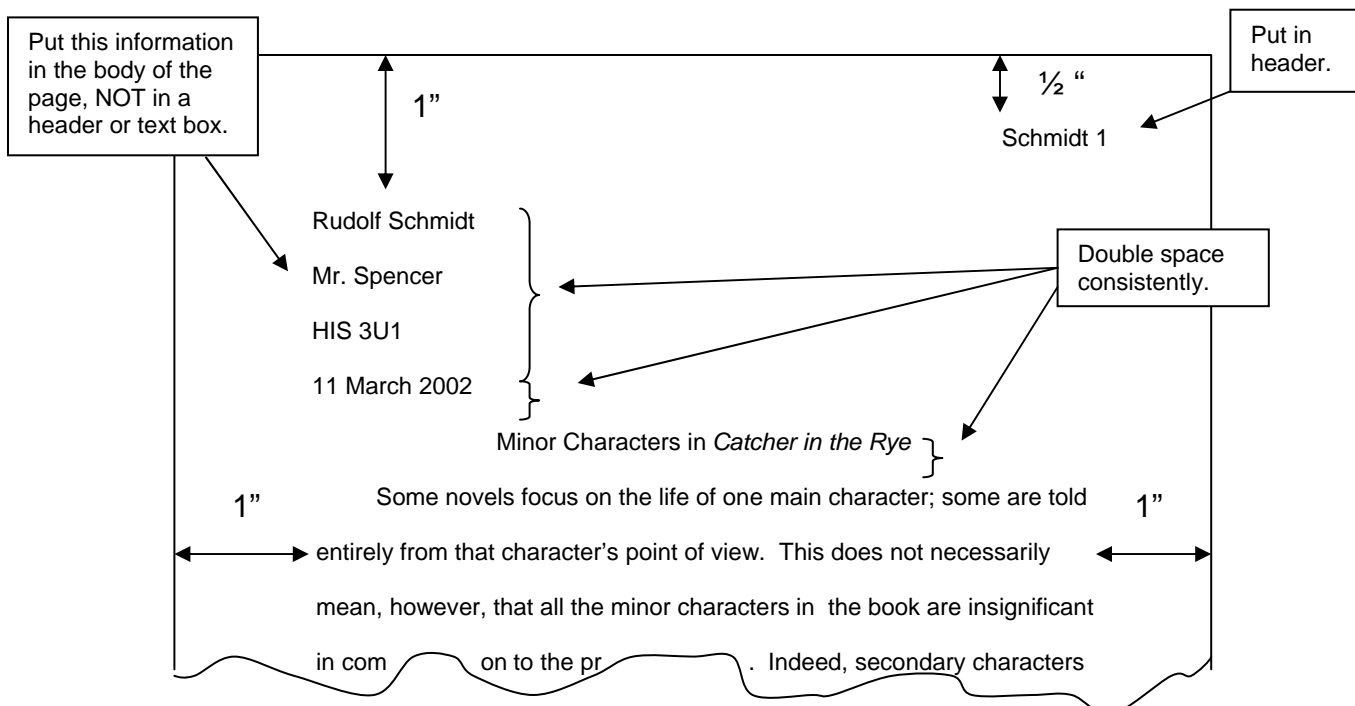 Put this information
in the body of the
page, NOT in a
header or text box.
1”
½ “
Put in
header.
Schmidt 1
Rudolf Schmidt
Mr. Spencer
HIS 3U1
11 March 2002
Double space
consistently.
Minor Characters in Catcher in the Rye
1”
Some novels focus on the life of one main character; some are told
1”
entirely from that character’s point of view.  This does not necessarily
mean, however, that all the minor characters in  the book are insignificant
in com on to the pr .  Indeed, secondary characters